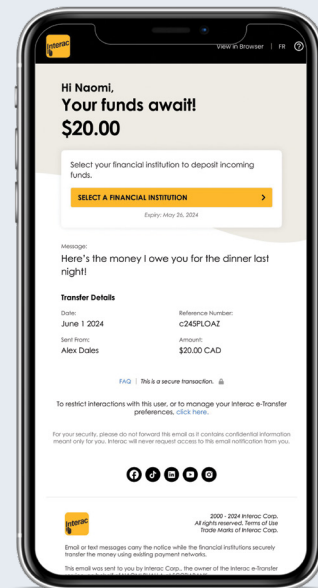 Interac
View in Browser | FR ?
Hi Naomi,
Your funds await!
$20.00
Select your financial institution to deposit incoming
funds.
SELECT A FINANCIAL INSTITUTION >
Expiry: May 26, 2024
Message:
Here's the money I owe you for the dinner last
night!
Transfer Details
Date:
June 1 2024
Reference Number:
c245PLOAZ
Sent From:
Alex Dales
Amount:
$20.00 CAD
FAQ | This is a secure transaction.
To restrict interactions with this user, or to manage your Interac e-Transfer
preferences, click here.
For your security, please do not forward this email as it contains confidential information
meant only for you. Interac will never request access to this email notification from you.
Interac
2000 - 2024 Interac Corp.
All rights reserved. Terms of Use
Trade Marks of Interac Corp.
Email or text messages carry the notice while the financial institutions securely
transfer the money using existing payment networks.
This email was sent to you by Interac Corp., the owner of the Interac e-Transfer